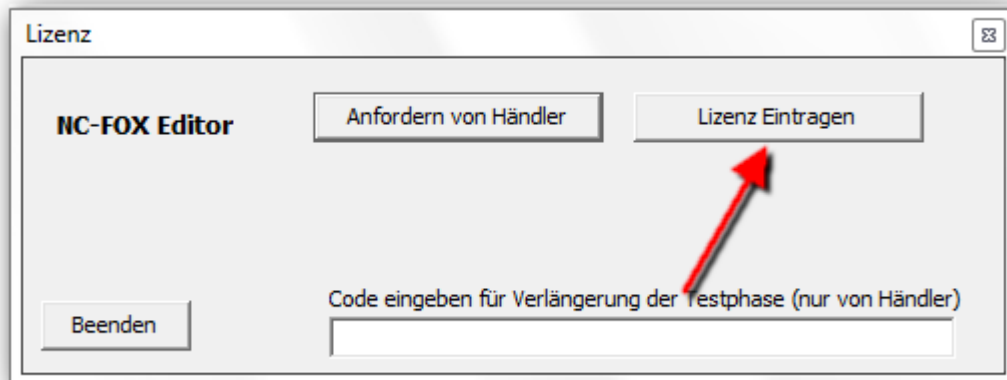 Lizenz
NC-FOX Editor
Anfordern von Händler
Lizenz Eintragen
Code eingeben für Verlängerung der Testphase (nur von Händler)
Beenden